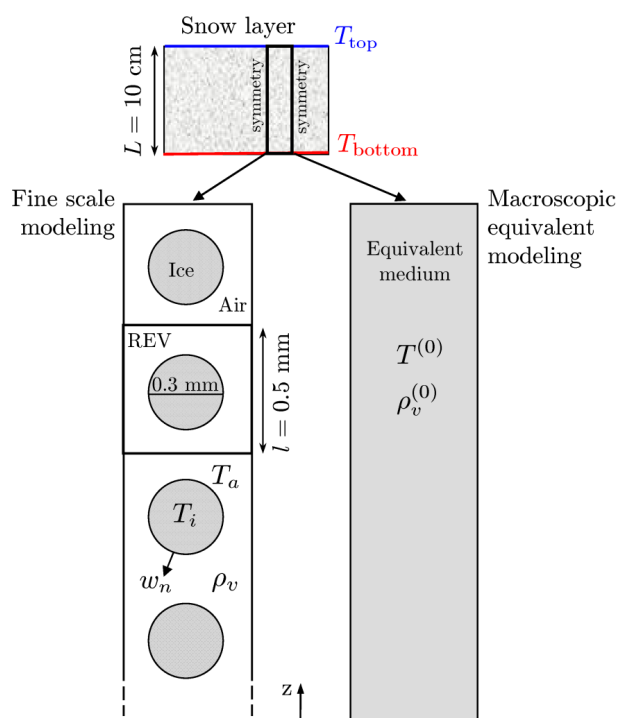 Snow layer
T_top
L = 10 cm
symmetry
symmetry
T_bottom
Fine scale
modeling
Macroscopic
equivalent
modeling
Ice
Air
Equivalent
medium
REV
0.3 mm
l = 0.5 mm
T^(0)
ρ_v^(0)
T_a
T_i
w_n
ρ_v
z